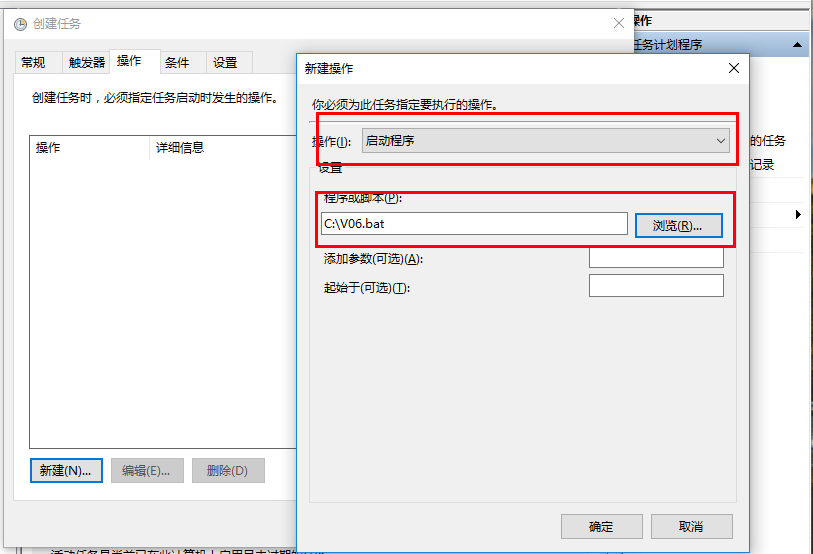 创建任务
常规 触发器 操作 条件 设置
创建任务时，必须指定任务启动时发生的操作。
操作 详细信息
新建(N)... 编辑(E)... 删除(D)
新建操作
你必须为此任务指定要执行的操作。
操作(I): 启动程序
设置
程序或脚本(P):
C:\V06.bat 浏览(R)...
添加参数(可选)(A):
起始于(可选)(T):
确定 取消
操作
任务计划程序
的任务
记录